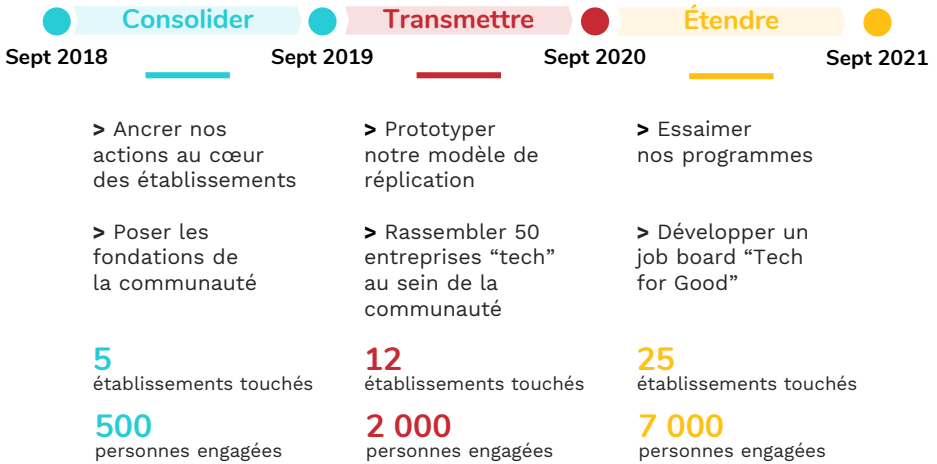 Consolider
Transmettre
Étendre
Sept 2018
Sept 2019
Sept 2020
Sept 2021
> Ancrer nos
actions au cœur
des établissements
> Poser les
fondations de
la communauté
5
établissements touchés
500
personnes engagées
> Prototyper
notre modèle de
réplication
> Rassembler 50
entreprises “tech”
au sein de la
communauté
12
établissements touchés
2 000
personnes engagées
> Essaimer
nos programmes
> Développer un
job board “Tech
for Good”
25
établissements touchés
7 000
personnes engagées